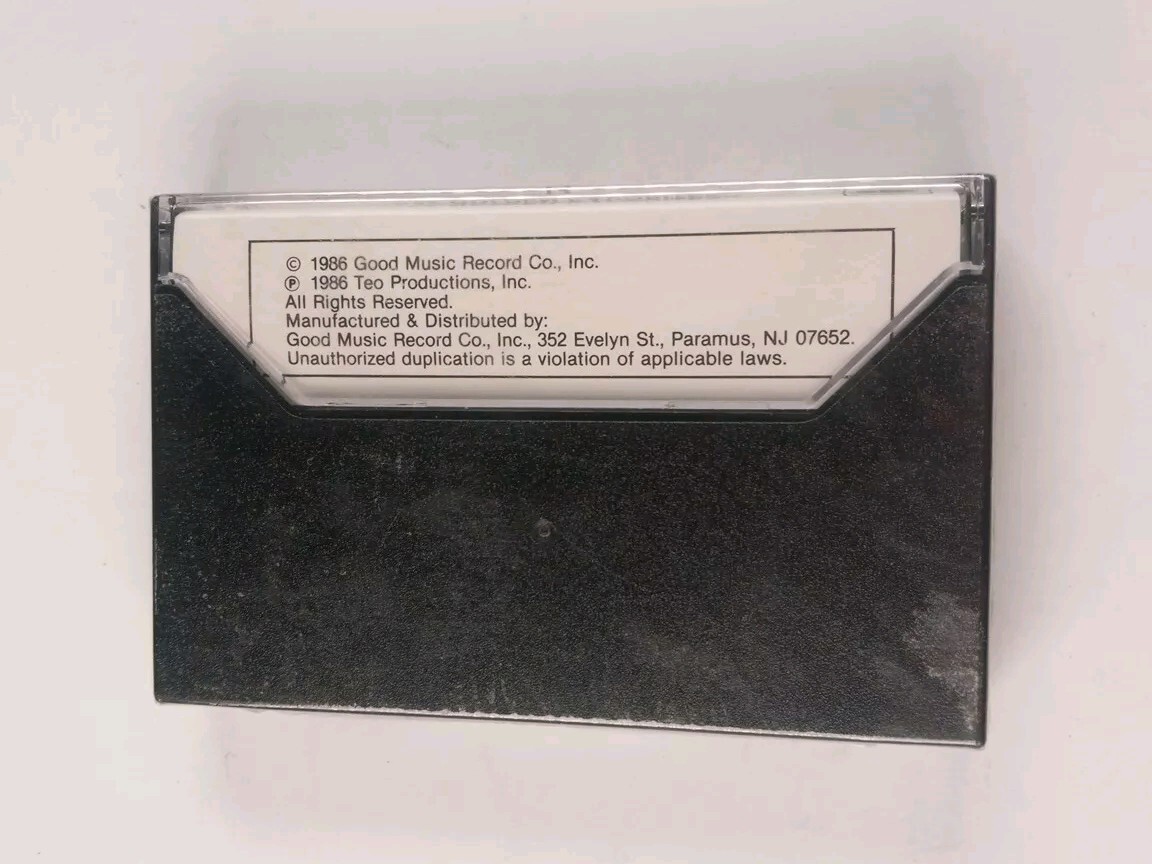 © 1986 Good Music Record Co., Inc.
℗ 1986 Teo Productions, Inc.
All Rights Reserved.
Manufactured & Distributed by:
Good Music Record Co., Inc., 352 Evelyn St., Paramus, NJ 07652.
Unauthorized duplication is a violation of applicable laws.